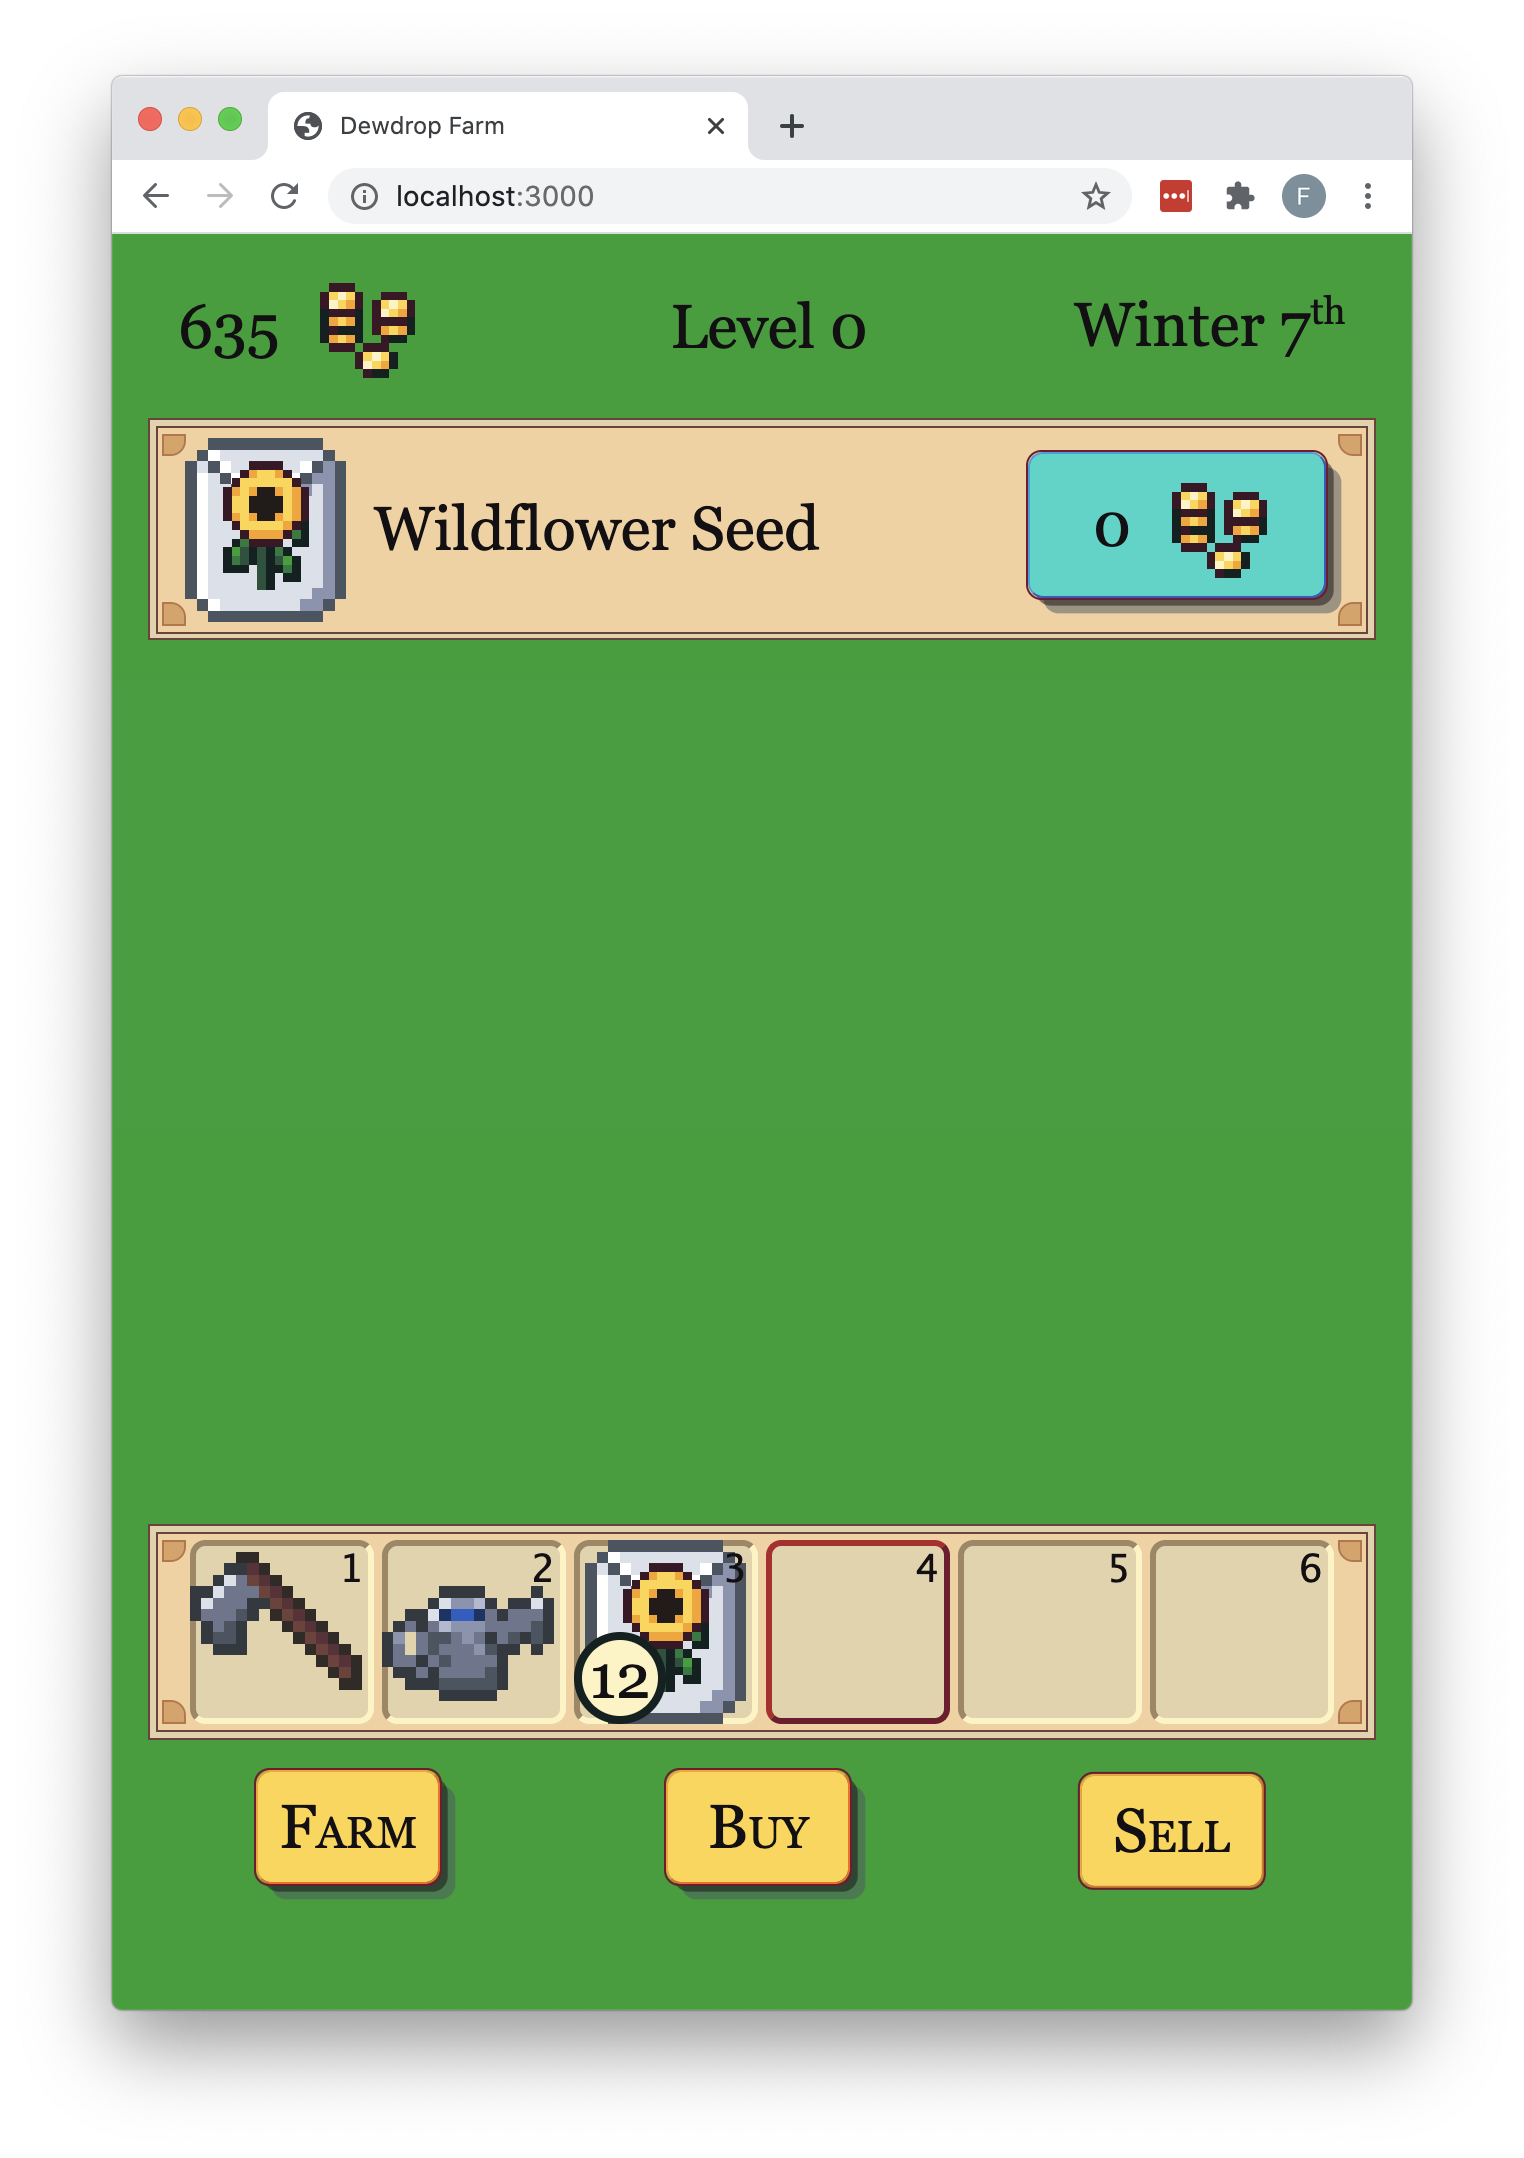 Dewdrop Farm
localhost:3000
F
635 Level 0 Winter 7th
Wildflower Seed 0
1 2 3 4 5 6
12
Farm Buy Sell